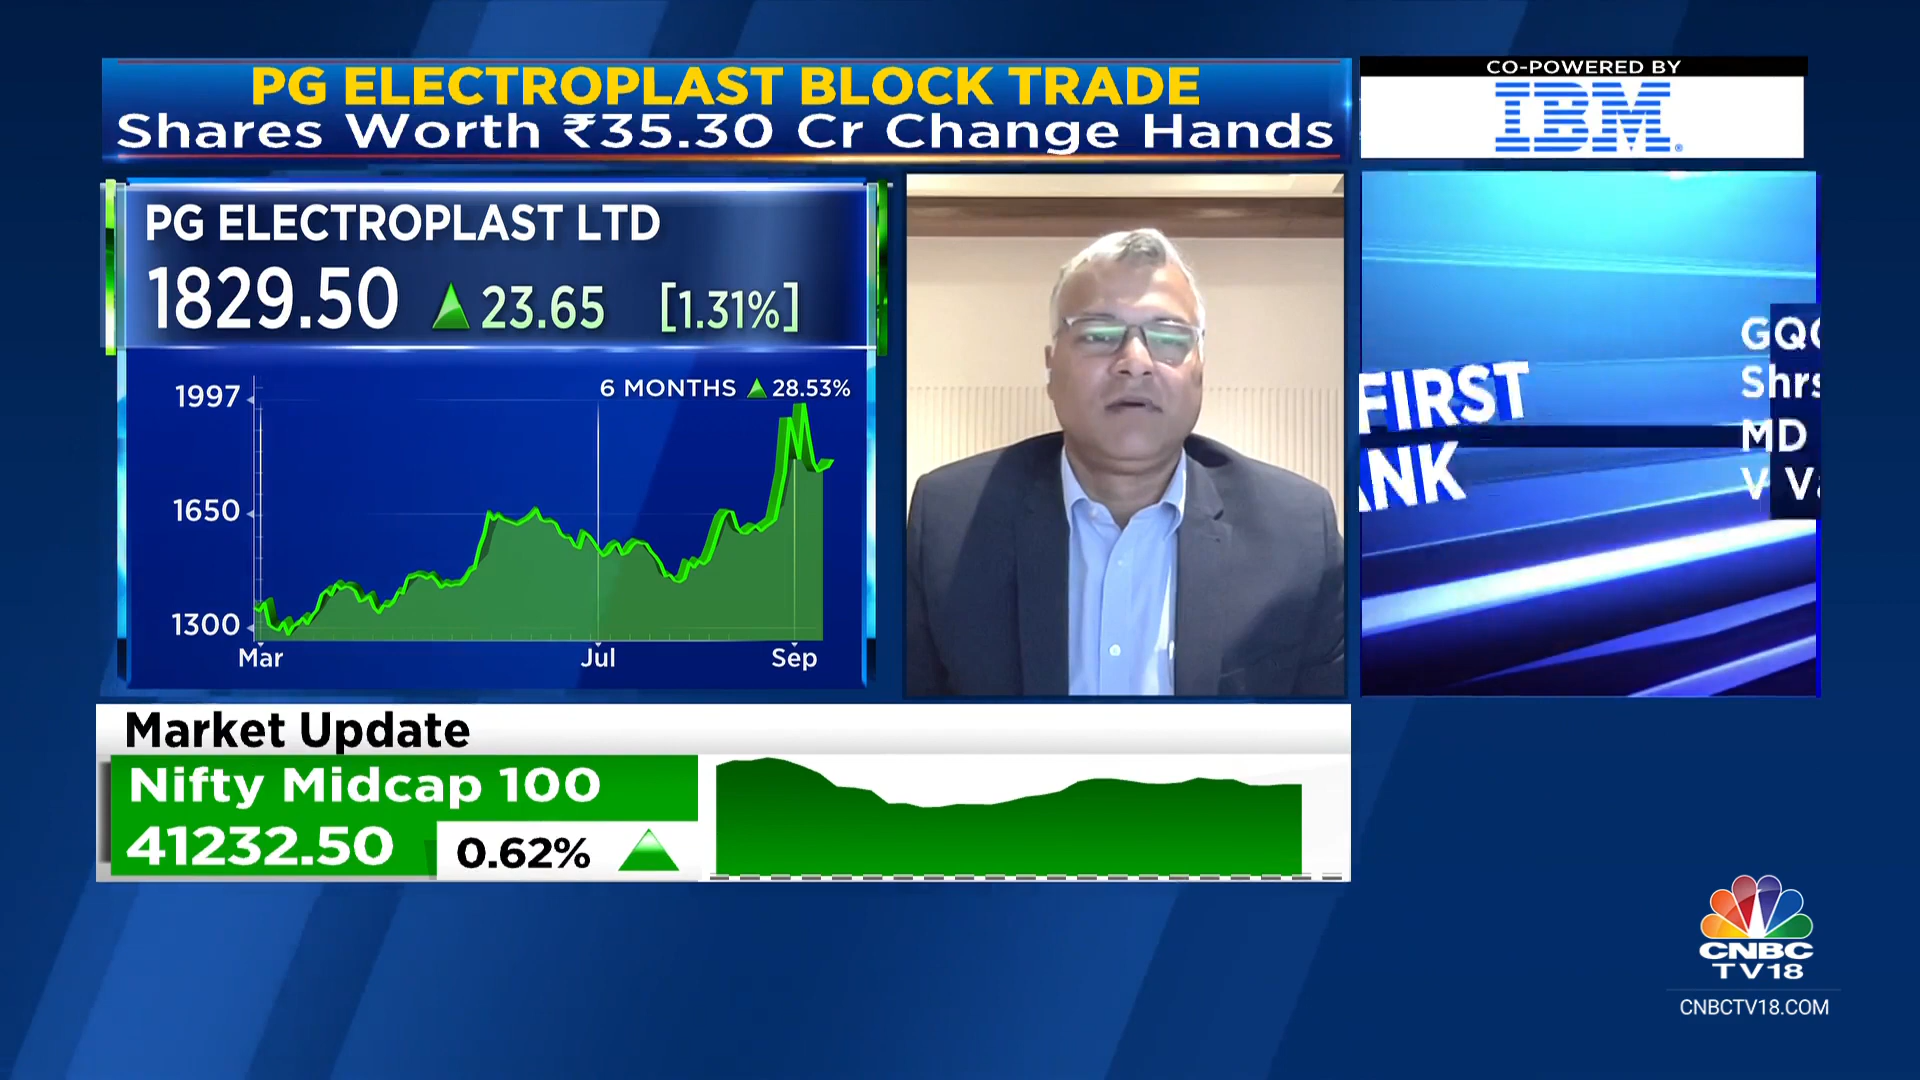 PG ELECTROPLAST BLOCK TRADE
Shares Worth ₹35.30 Cr Change Hands
CO-POWERED BY
IBM
PG ELECTROPLAST LTD
1829.50 ▲ 23.65 [1.31%]
6 MONTHS ▲ 28.53%
1997
1650
1300
Mar Jul Sep
FIRST
MD
V
Market Update
Nifty Midcap 100
41232.50 0.62%
CNBC
TV18
CNBCTV18.COM